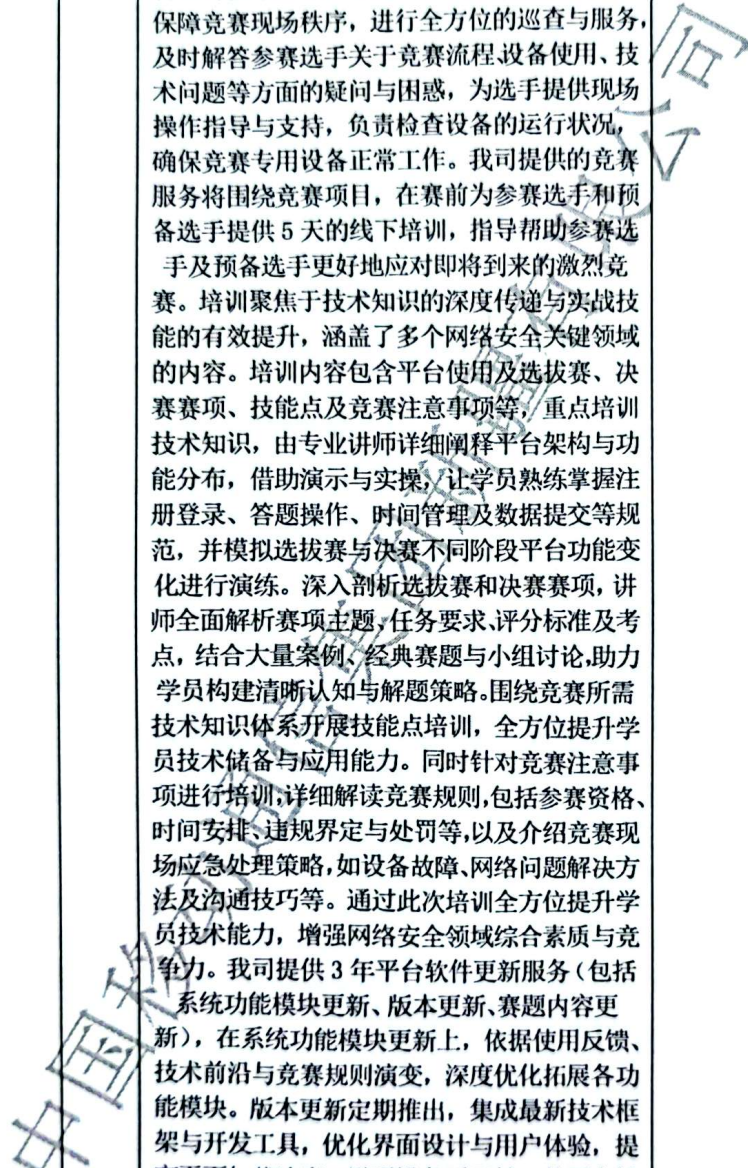 保障竞赛现场秩序，进行全方位的巡查与服务，
及时解答参赛选手关于竞赛流程、设备使用、技
术问题等方面的疑问与困惑，为选手提供现场
操作指导与支持，负责检查设备的运行状况，
确保竞赛专用设备正常工作。我司提供的竞赛
服务将围绕竞赛项目，在赛前为参赛选手和预
备选手提供 5 天的线下培训，指导帮助参赛选
手及预备选手更好地应对即将到来的激烈竞
赛。培训聚焦于技术知识的深度传递与实战技
能的有效提升，涵盖了多个网络安全关键领域
的内容。培训内容包含平台使用及选拔赛、决
赛赛项、技能点及竞赛注意事项等，重点培训
技术知识，由专业讲师详细阐释平台架构与功
能分布，借助演示与实操，让学员熟练掌握注
册登录、答题操作、时间管理及数据提交等规
范，并模拟选拔赛与决赛不同阶段平台功能变
化进行演练。深入剖析选拔赛和决赛赛项，讲
师全面解析赛项主题、任务要求、评分标准及考
点，结合大量案例、经典赛题与小组讨论，助力
学员构建清晰认知与解题策略。围绕竞赛所需
技术知识体系开展技能点培训，全方位提升学
员技术储备与应用能力。同时针对竞赛注意事
项进行培训，详细解读竞赛规则，包括参赛资格、
时间安排、违规界定与处罚等，以及介绍竞赛现
场应急处理策略，如设备故障、网络问题解决方
法及沟通技巧等。通过此次培训全方位提升学
员技术能力，增强网络安全领域综合素质与竞
争力。我司提供 3 年平台软件更新服务（包括
系统功能模块更新、版本更新、赛题内容更
新），在系统功能模块更新上，依据使用反馈、
技术前沿与竞赛规则演变，深度优化拓展各功
能模块。版本更新定期推出，集成最新技术框
架与开发工具，优化界面设计与用户体验，提
中国移动通信集团新疆有限公司